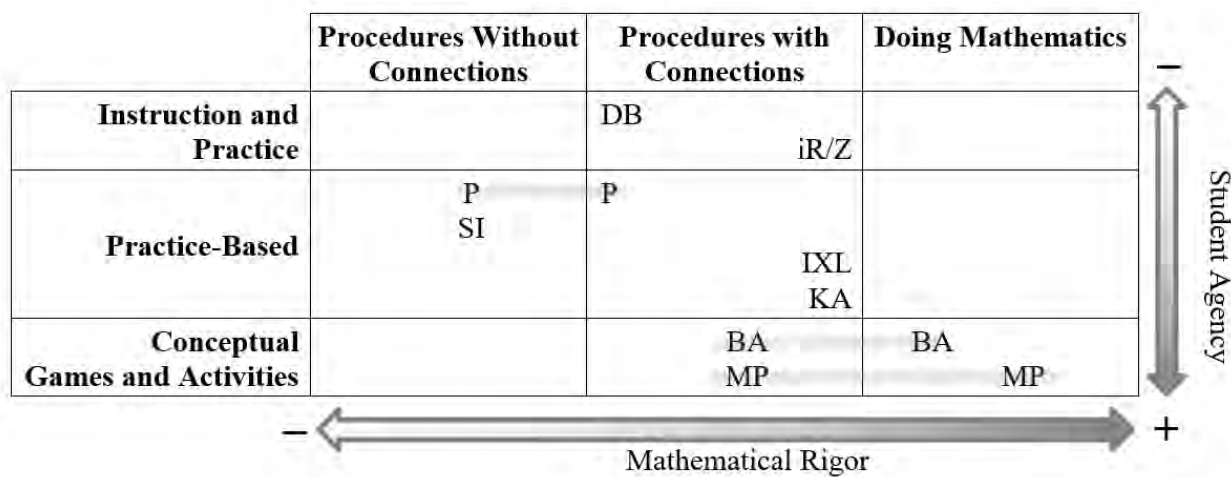 Procedures Without Connections
Procedures with Connections
Doing Mathematics
−
Instruction and Practice
DB
iR/Z
Practice-Based
P P
SI
IXL
KA
Conceptual Games and Activities
BA BA
MP MP
Student Agency
− +
Mathematical Rigor